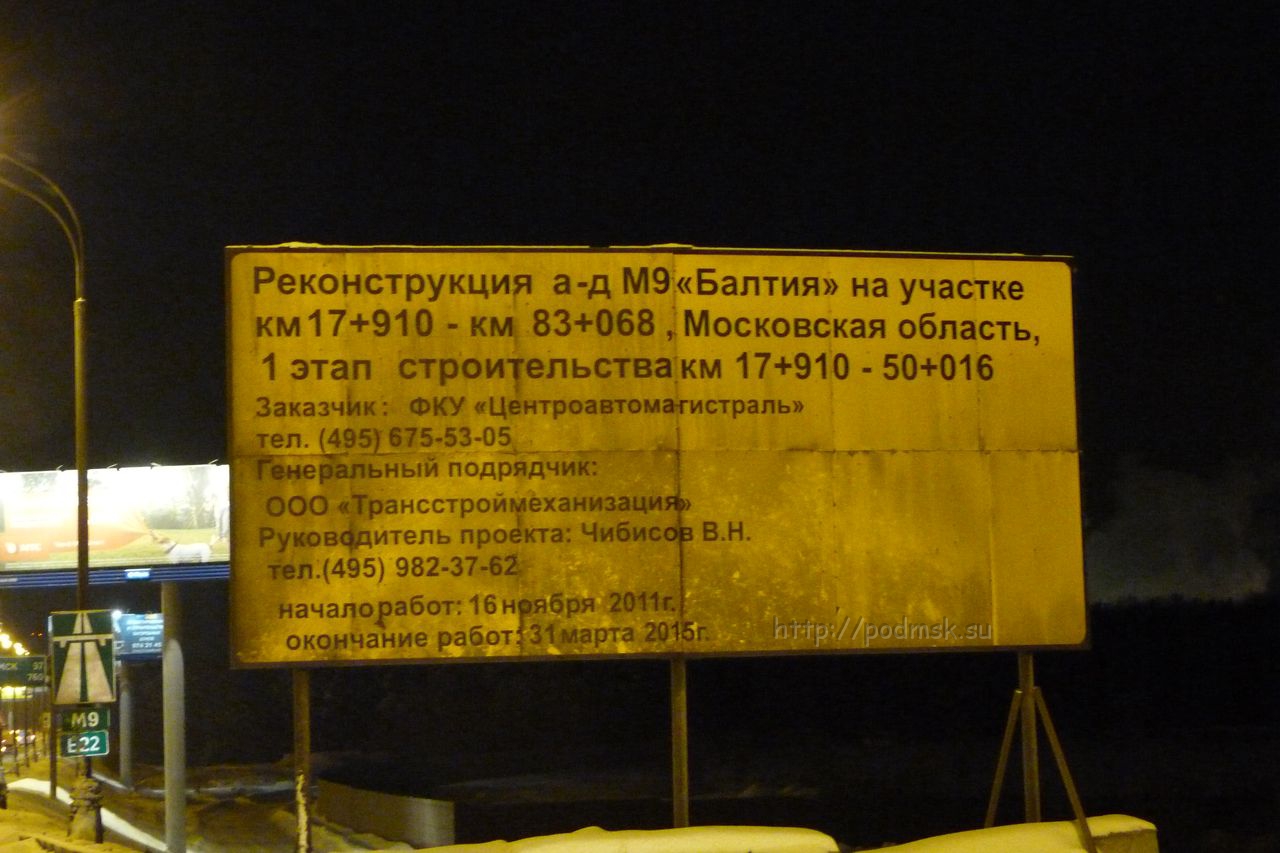 Реконструкция а-д М9 «Балтия» на участке
км 17+910 - км 83+068 , Московская область,
1 этап строительства км 17+910 - 50+016
Заказчик : ФКУ «Центроавтомагистраль»
тел. (495) 675-53-05
Генеральный подрядчик:
ООО «Трансстроймеханизация»
Руководитель проекта: Чибисов В.Н.
тел.(495) 982-37-62
начало работ: 16 ноября 2011г.
окончание работ: 31 марта 2015г.
http://podmsk.su
М9
E22